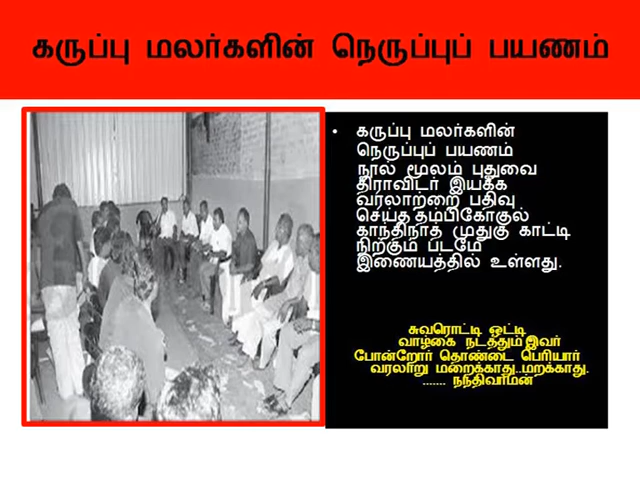 கருப்பு மலர்களின் நெருப்புப் பயணம்
• கருப்பு மலர்களின்
நெருப்புப் பயணம்
நூல் மூலம் புதுவை
திராவிடர் இயக்க
வரலாற்றை பதிவு
செய்த தம்பிகோகுல்
காந்திநாத் முதுகு காட்டி
நிற்கும் படமே
இணையத்தில் உள்ளது.
சுவரொட்டி ஒட்டி
வாழ்கை நடத்தும் இவர்
போன்றோர் தொண்டை பெரியார்
வரலாறு மறைக்காது..மறக்காது.
....... நந்திவர்மன்